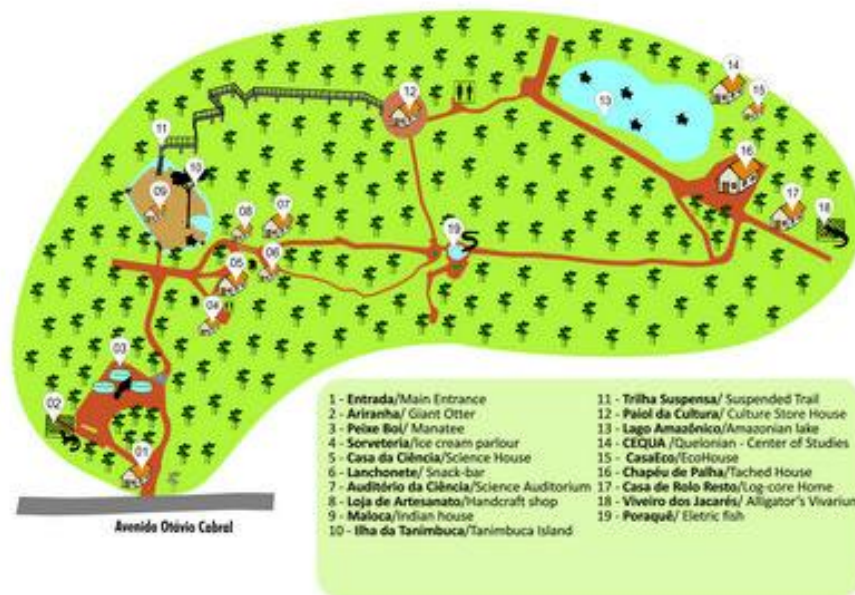 14
12
15
13
11
16
10
09
07
17
08
18
19
06
05
04
03
02
01
Avenida Otávio Cabral
1 - Entrada/Main Entrance
2 - Ariranha/ Giant Otter
3 - Peixe Boi/ Manatee
4 - Sorveteria/Ice cream parlour
5 - Casa da Ciência/Science House
6 - Lanchonete/ Snack-bar
7 - Auditório da Ciência/Science Auditorium
8 - Loja de Artesanato/Handcraft shop
9 - Maloca/Indian house
10 - Ilha da Tanimbuca/Tanimbuca Island
11 - Trilha Suspensa/ Suspended Trail
12 - Paiol da Cultura/ Culture Store House
13 - Lago Amazônico/Amazonian lake
14 - CEQUA /Quelonian - Center of Studies
15 - CasaEco/EcoHouse
16 - Chapéu de Palha/Tached House
17 - Casa de Rolo Resto/Log-core Home
18 - Viveiro dos Jacarés/ Alligator's Vivarium
19 - Poraquê/ Eletric fish